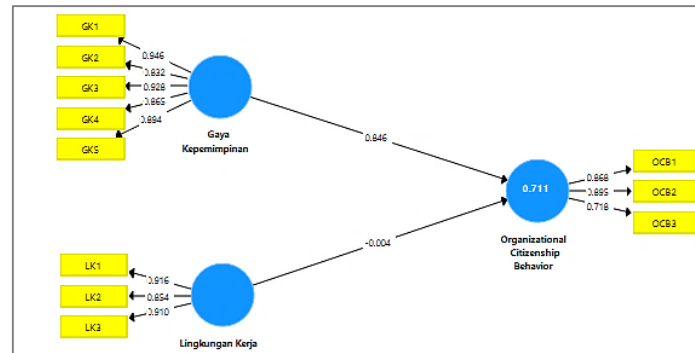 GK1
GK2
GK3
GK4
GK5
0.946
0.832
0.928
0.865
0.894
Gaya
Kepemimpinan
0.846
0.711
Organizational
Citizenship
Behavior
0.868
0.895
0.718
OCB1
OCB2
OCB3
-0.004
LK1
LK2
LK3
0.916
0.854
0.910
Lingkungan Kerja